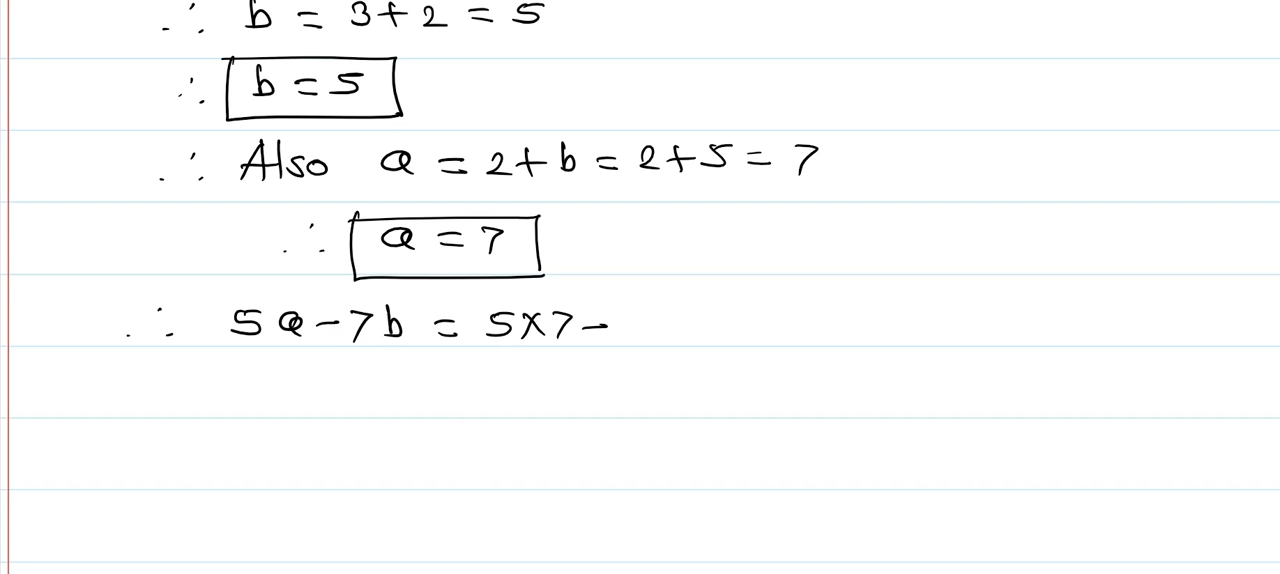 ∴ b = 3+2 = 5
∴ b = 5
∴ Also a = 2+b = 2+5 = 7
∴ a = 7
∴ 5a-7b = 5×7-